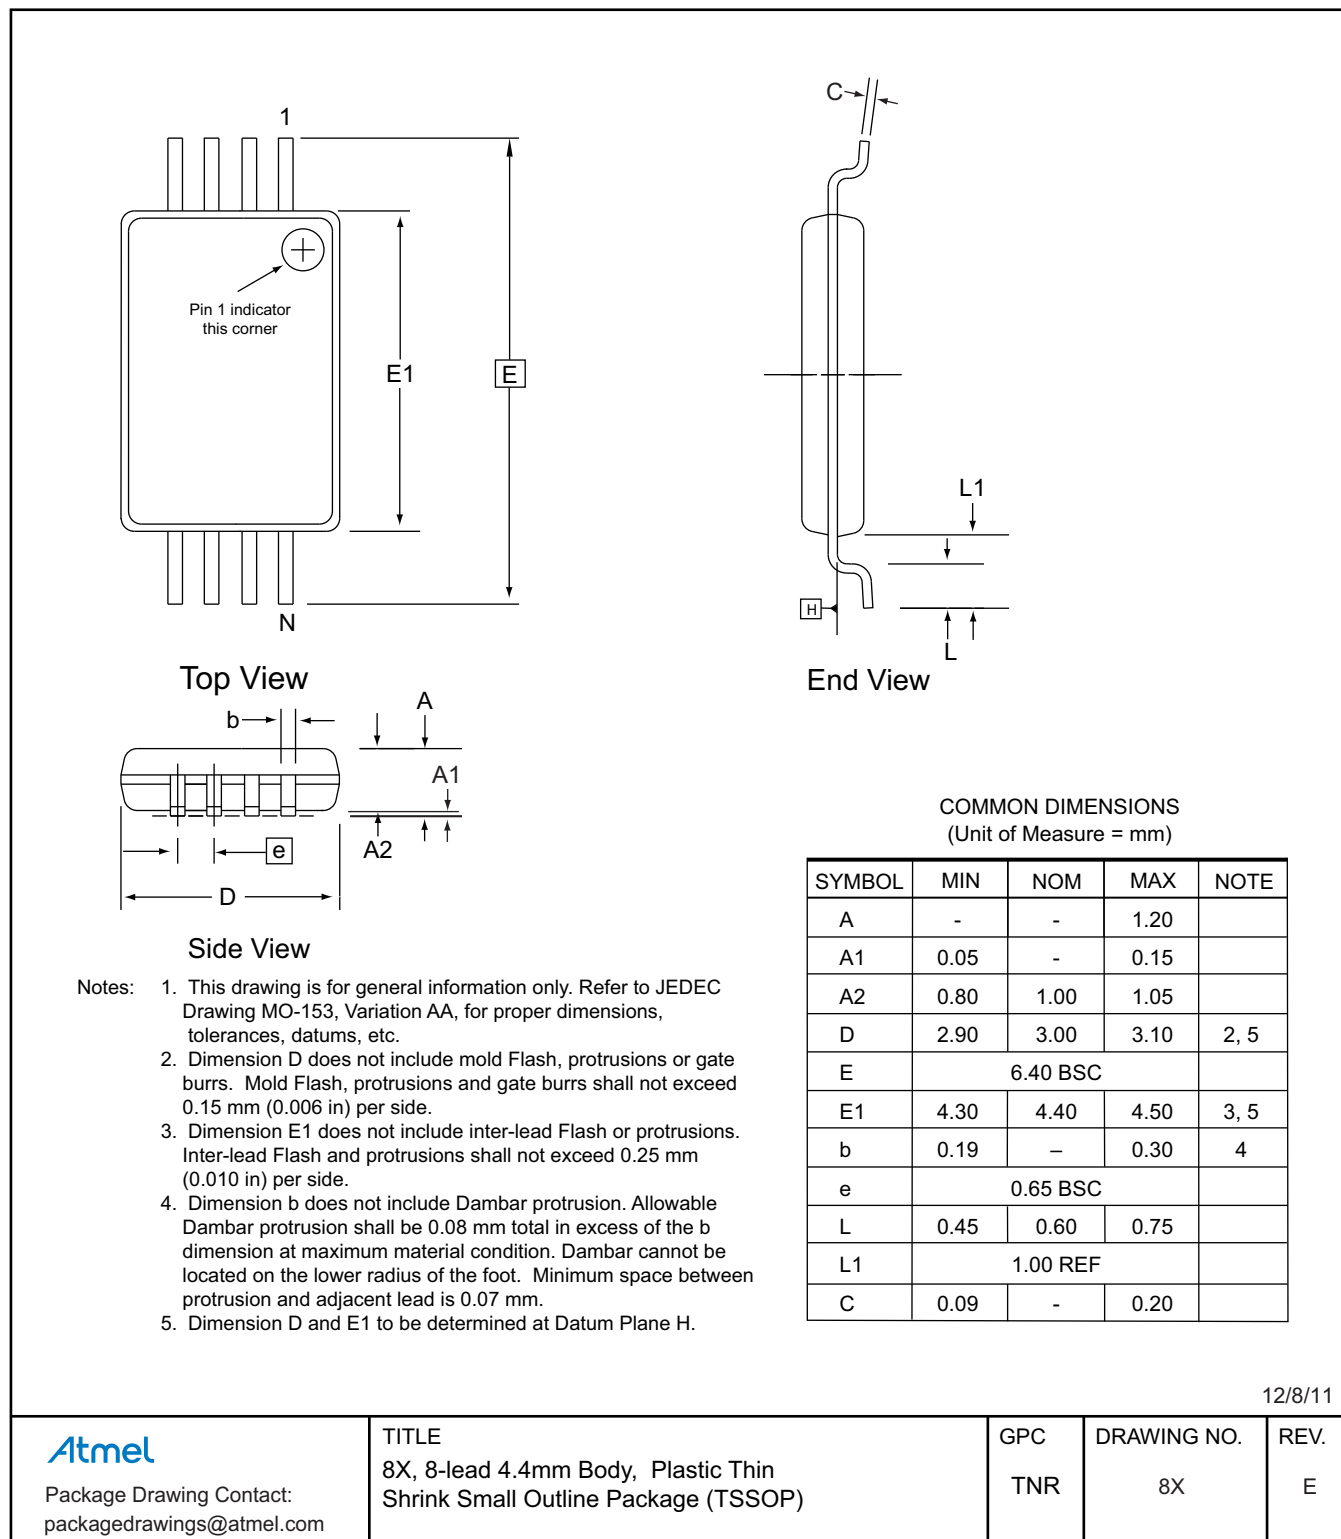 1
C
Pin 1 indicator
this corner
E1
E
L1
H
N
L
Top View
End View
b
A
A1
e
A2
D
Side View
COMMON DIMENSIONS
(Unit of Measure = mm)
SYMBOL MIN NOM MAX NOTE
A - - 1.20
A1 0.05 - 0.15
A2 0.80 1.00 1.05
D 2.90 3.00 3.10 2, 5
E 6.40 BSC
E1 4.30 4.40 4.50 3, 5
b 0.19 – 0.30 4
e 0.65 BSC
L 0.45 0.60 0.75
L1 1.00 REF
C 0.09 - 0.20
Notes: 1. This drawing is for general information only. Refer to JEDEC
Drawing MO-153, Variation AA, for proper dimensions,
tolerances, datums, etc.
2. Dimension D does not include mold Flash, protrusions or gate
burrs. Mold Flash, protrusions and gate burrs shall not exceed
0.15 mm (0.006 in) per side.
3. Dimension E1 does not include inter-lead Flash or protrusions.
Inter-lead Flash and protrusions shall not exceed 0.25 mm
(0.010 in) per side.
4. Dimension b does not include Dambar protrusion. Allowable
Dambar protrusion shall be 0.08 mm total in excess of the b
dimension at maximum material condition. Dambar cannot be
located on the lower radius of the foot. Minimum space between
protrusion and adjacent lead is 0.07 mm.
5. Dimension D and E1 to be determined at Datum Plane H.
12/8/11
Atmel
Package Drawing Contact:
packagedrawings@atmel.com
TITLE
8X, 8-lead 4.4mm Body, Plastic Thin
Shrink Small Outline Package (TSSOP)
GPC
TNR
DRAWING NO.
8X
REV.
E